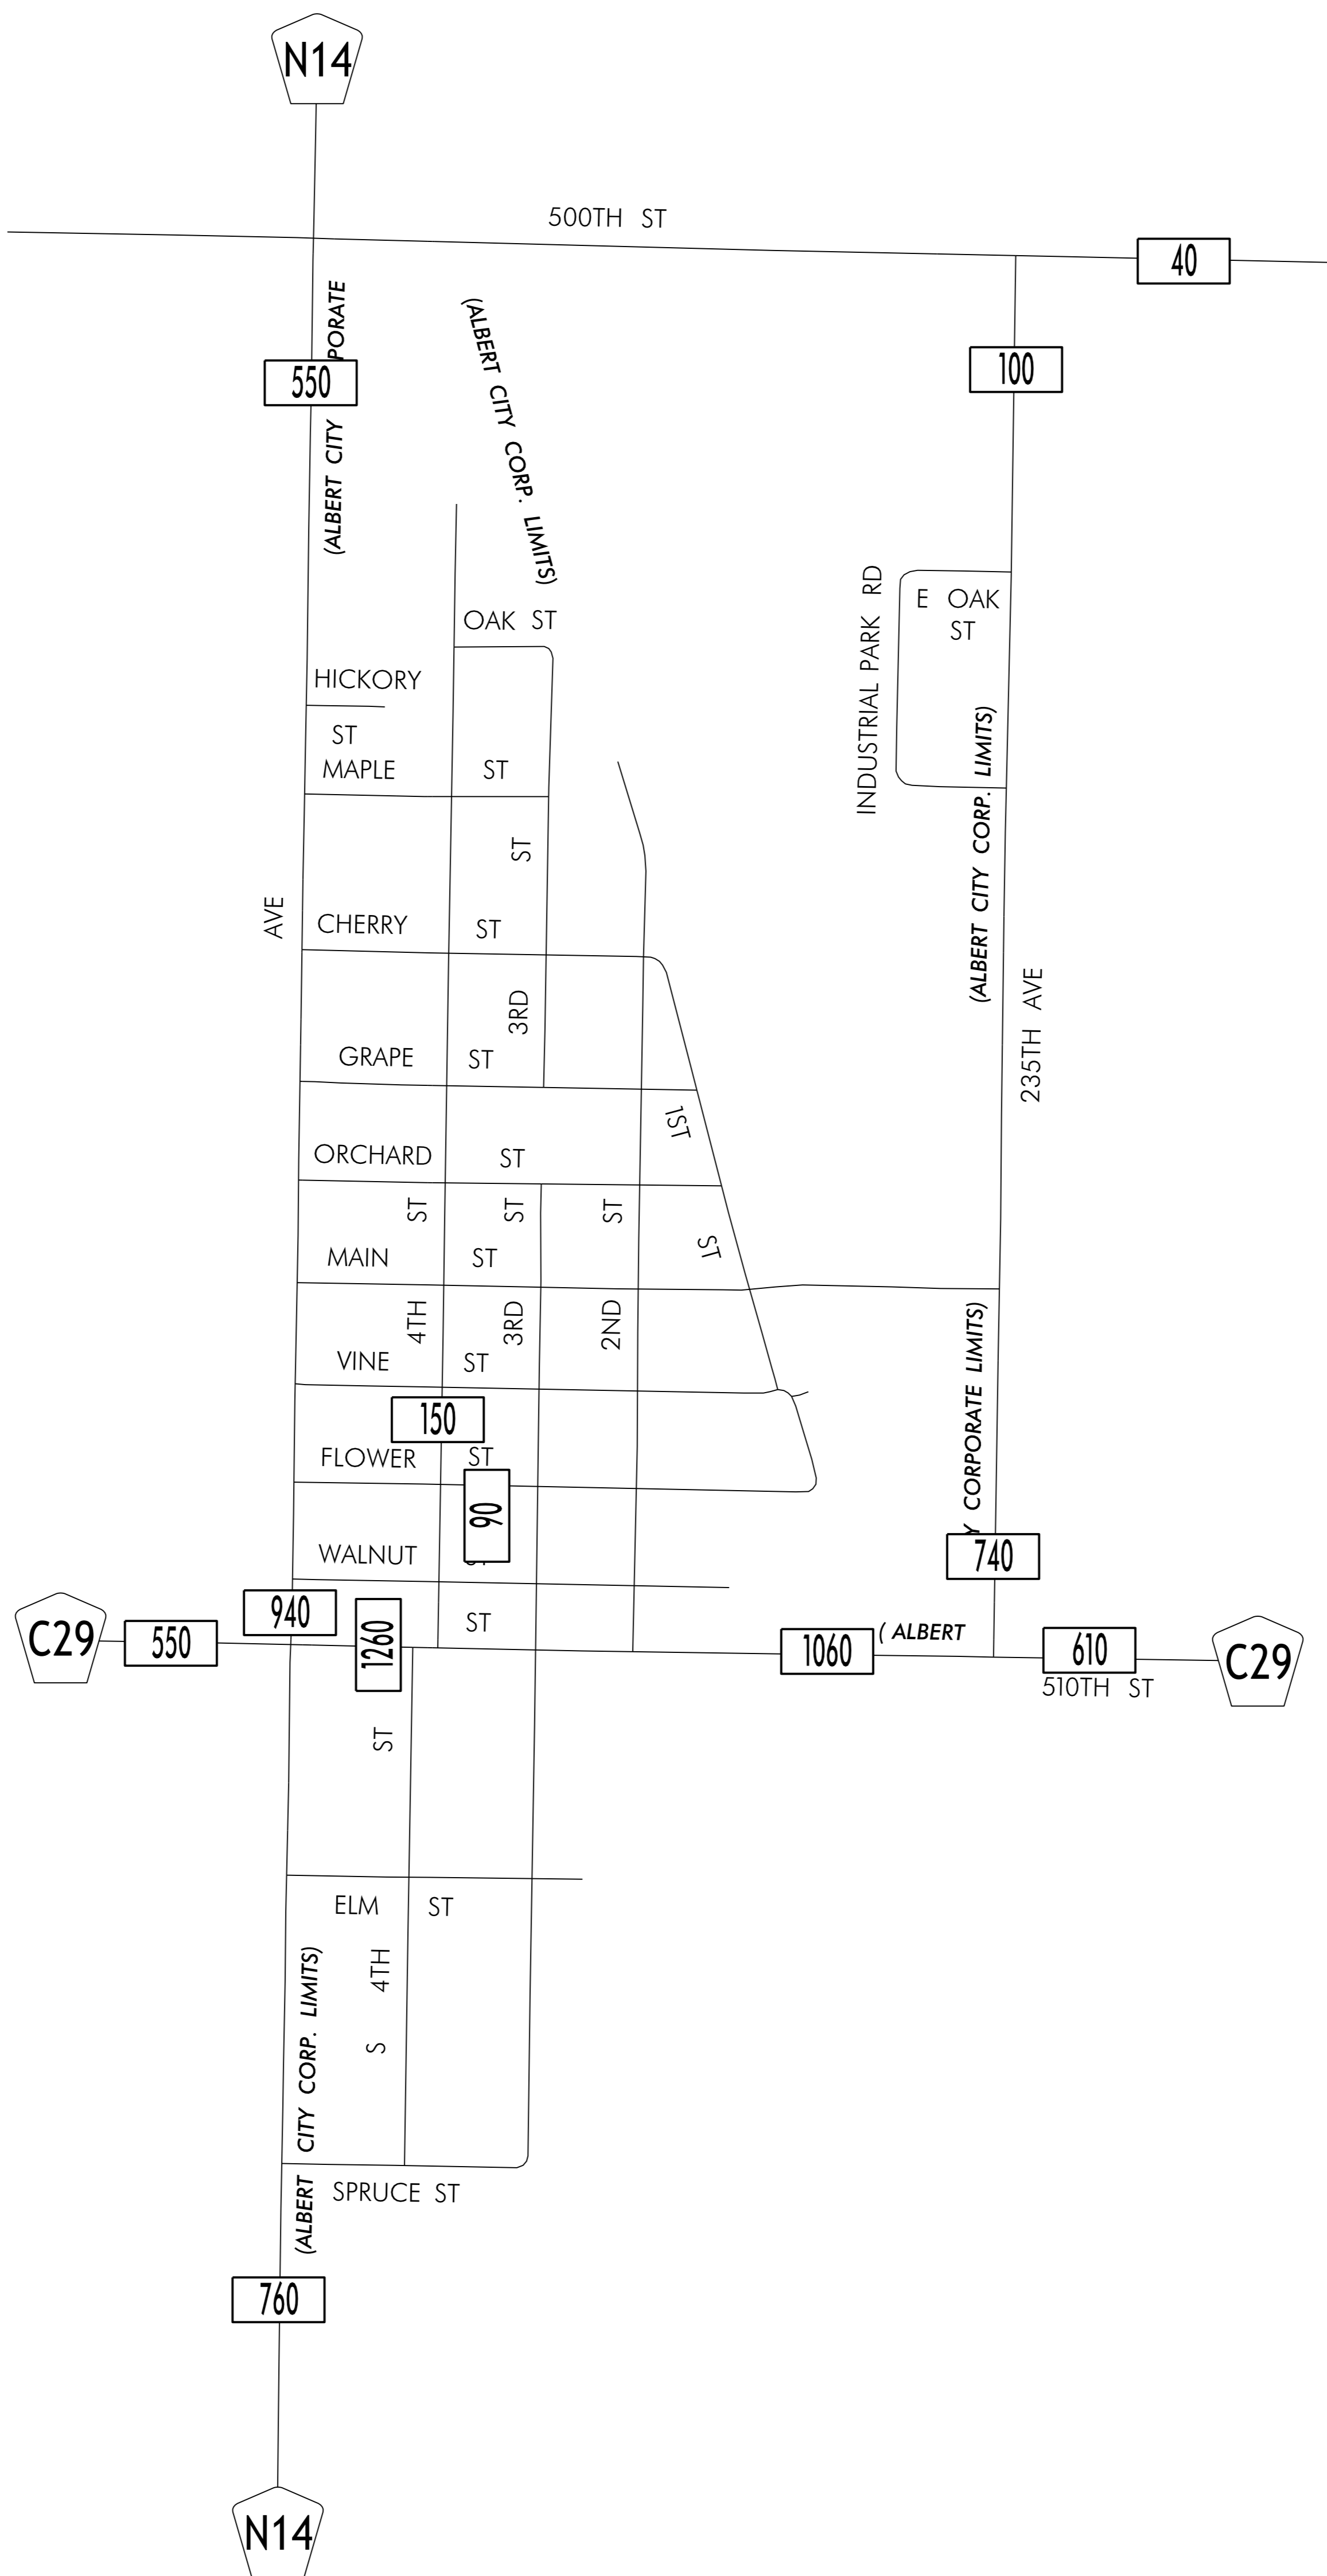 N14
500TH ST
40
PORATE
(ALBERT CITY
550
(ALBERT CITY CORP. LIMITS)
100
INDUSTRIAL PARK RD
E OAK
ST
OAK ST
HICKORY
ST
MAPLE ST
ST
3RD
(ALBERT CITY CORP. LIMITS)
235TH AVE
AVE
CHERRY ST
GRAPE ST
1ST
ST
ORCHARD ST
4TH ST
3RD ST
2ND ST
MAIN ST
VINE ST
150
FLOWER ST
90
Y CORPORATE LIMITS)
WALNUT
740
940
1260
ST
C29
550
1060
( ALBERT
610
C29
510TH ST
S 4TH ST
ELM ST
(ALBERT CITY CORP. LIMITS)
SPRUCE ST
760
N14